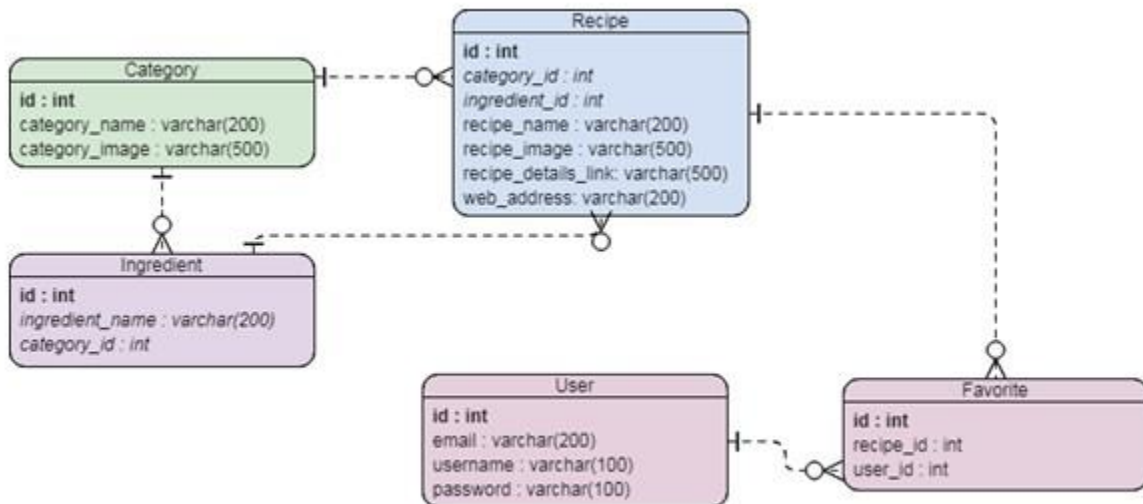 Recipe
id : int
category_id : int
ingredient_id : int
recipe_name : varchar(200)
recipe_image : varchar(500)
recipe_details_link: varchar(500)
web_address: varchar(200)
Category
id : int
category_name : varchar(200)
category_image : varchar(500)
Ingredient
id : int
ingredient_name : varchar(200)
category_id : int
User
id : int
email : varchar(200)
username : varchar(100)
password : varchar(100)
Favorite
id : int
recipe_id : int
user_id : int